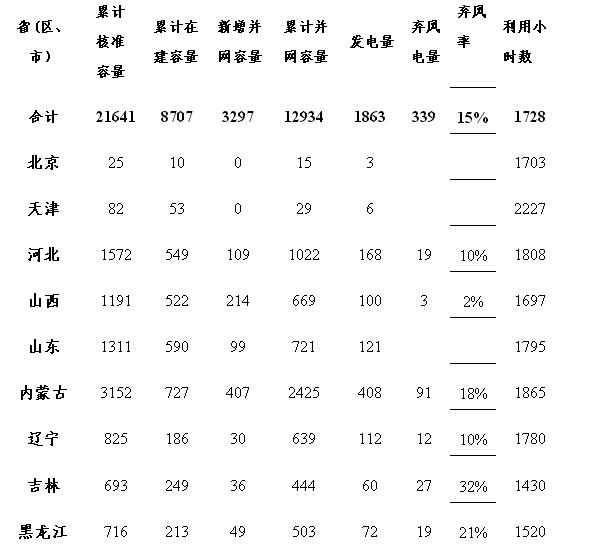 省(区、市) 累计核准容量 累计在建容量 新增并网容量 累计并网容量 发电量 弃风电量 弃风率 利用小时数
合计 21641 8707 3297 12934 1863 339 15% 1728
北京 25 10 0 15 3 1703
天津 82 53 0 29 6 2227
河北 1572 549 109 1022 168 19 10% 1808
山西 1191 522 214 669 100 3 2% 1697
山东 1311 590 99 721 121 1795
内蒙古 3152 727 407 2425 408 91 18% 1865
辽宁 825 186 30 639 112 12 10% 1780
吉林 693 249 36 444 60 27 32% 1430
黑龙江 716 213 49 503 72 19 21% 1520